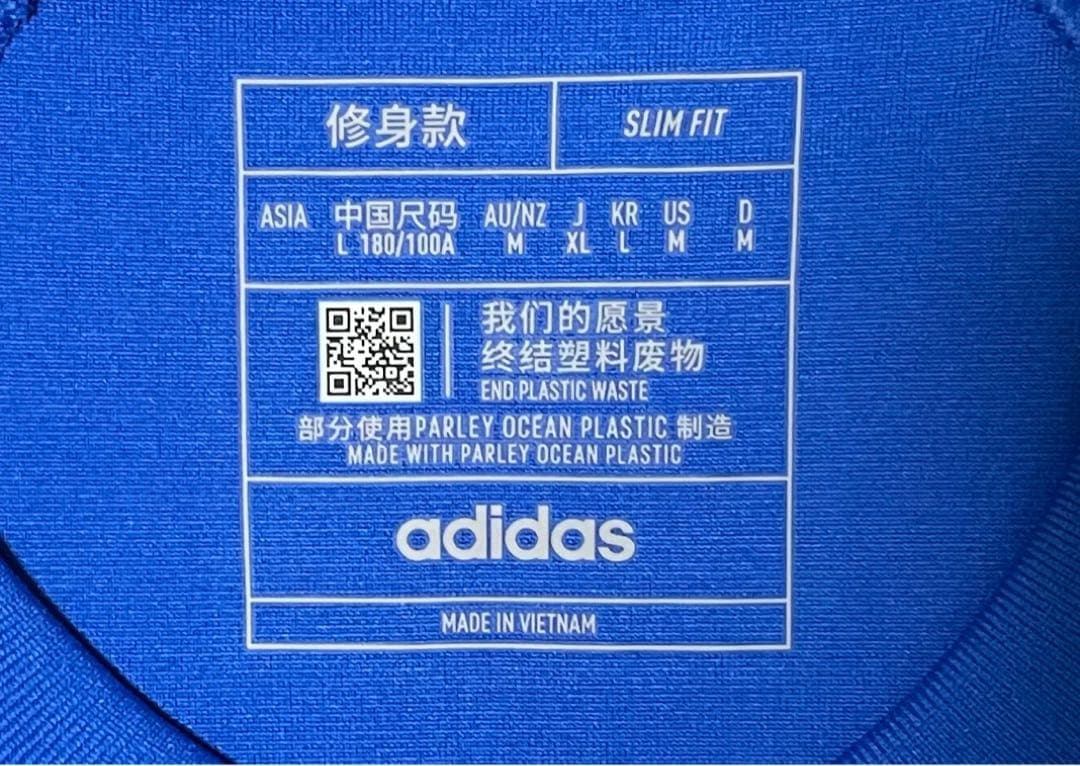 修身款 SLIM FIT
ASIA 中国尺码 AU/NZ J KR US D
L 180/100A M XL L M M
我们的愿景
终结塑料废物
END PLASTIC WASTE
部分使用PARLEY OCEAN PLASTIC 制造
MADE WITH PARLEY OCEAN PLASTIC
adidas
MADE IN VIETNAM